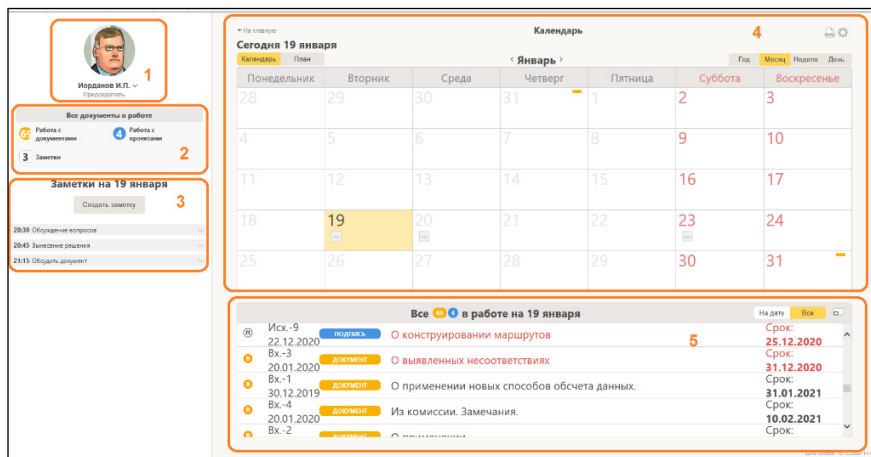 На главную
Календарь
4
Сегодня 19 января
Календарь План
< Январь >
Год Месяц Неделя День
Понедельник Вторник Среда Четверг Пятница Суббота Воскресенье
28 29 30 31 1 2 3
4 5 6 7 8 9 10
11 12 13 14 15 16 17
18 19 20 21 22 23 24
25 26 27 28 29 30 31
1
Иорданов И.П.
Председатель
Все документы в работе
69 Работа с документами
4 Работа с проектами
3 Заметки
2
Заметки на 19 января
Создать заметку
3
20:30 Обсуждение вопросов
20:45 Вынесение решения
21:15 Обсудить документ
Все 69 4 в работе на 19 января
На дату Все
5
П Исх.-9 22.12.2020 ПОДПИСЬ О конструировании маршрутов Срок: 25.12.2020
В Вх.-3 20.01.2020 ДОКУМЕНТ О выявленных несоответствиях Срок: 31.12.2020
В Вх.-1 30.12.2019 ДОКУМЕНТ О применении новых способов обсчета данных. Срок: 31.01.2021
В Вх.-4 20.01.2020 ДОКУМЕНТ Из комиссии. Замечания. Срок: 10.02.2021
В Вх.-2 ДОКУМЕНТ О применении Срок: